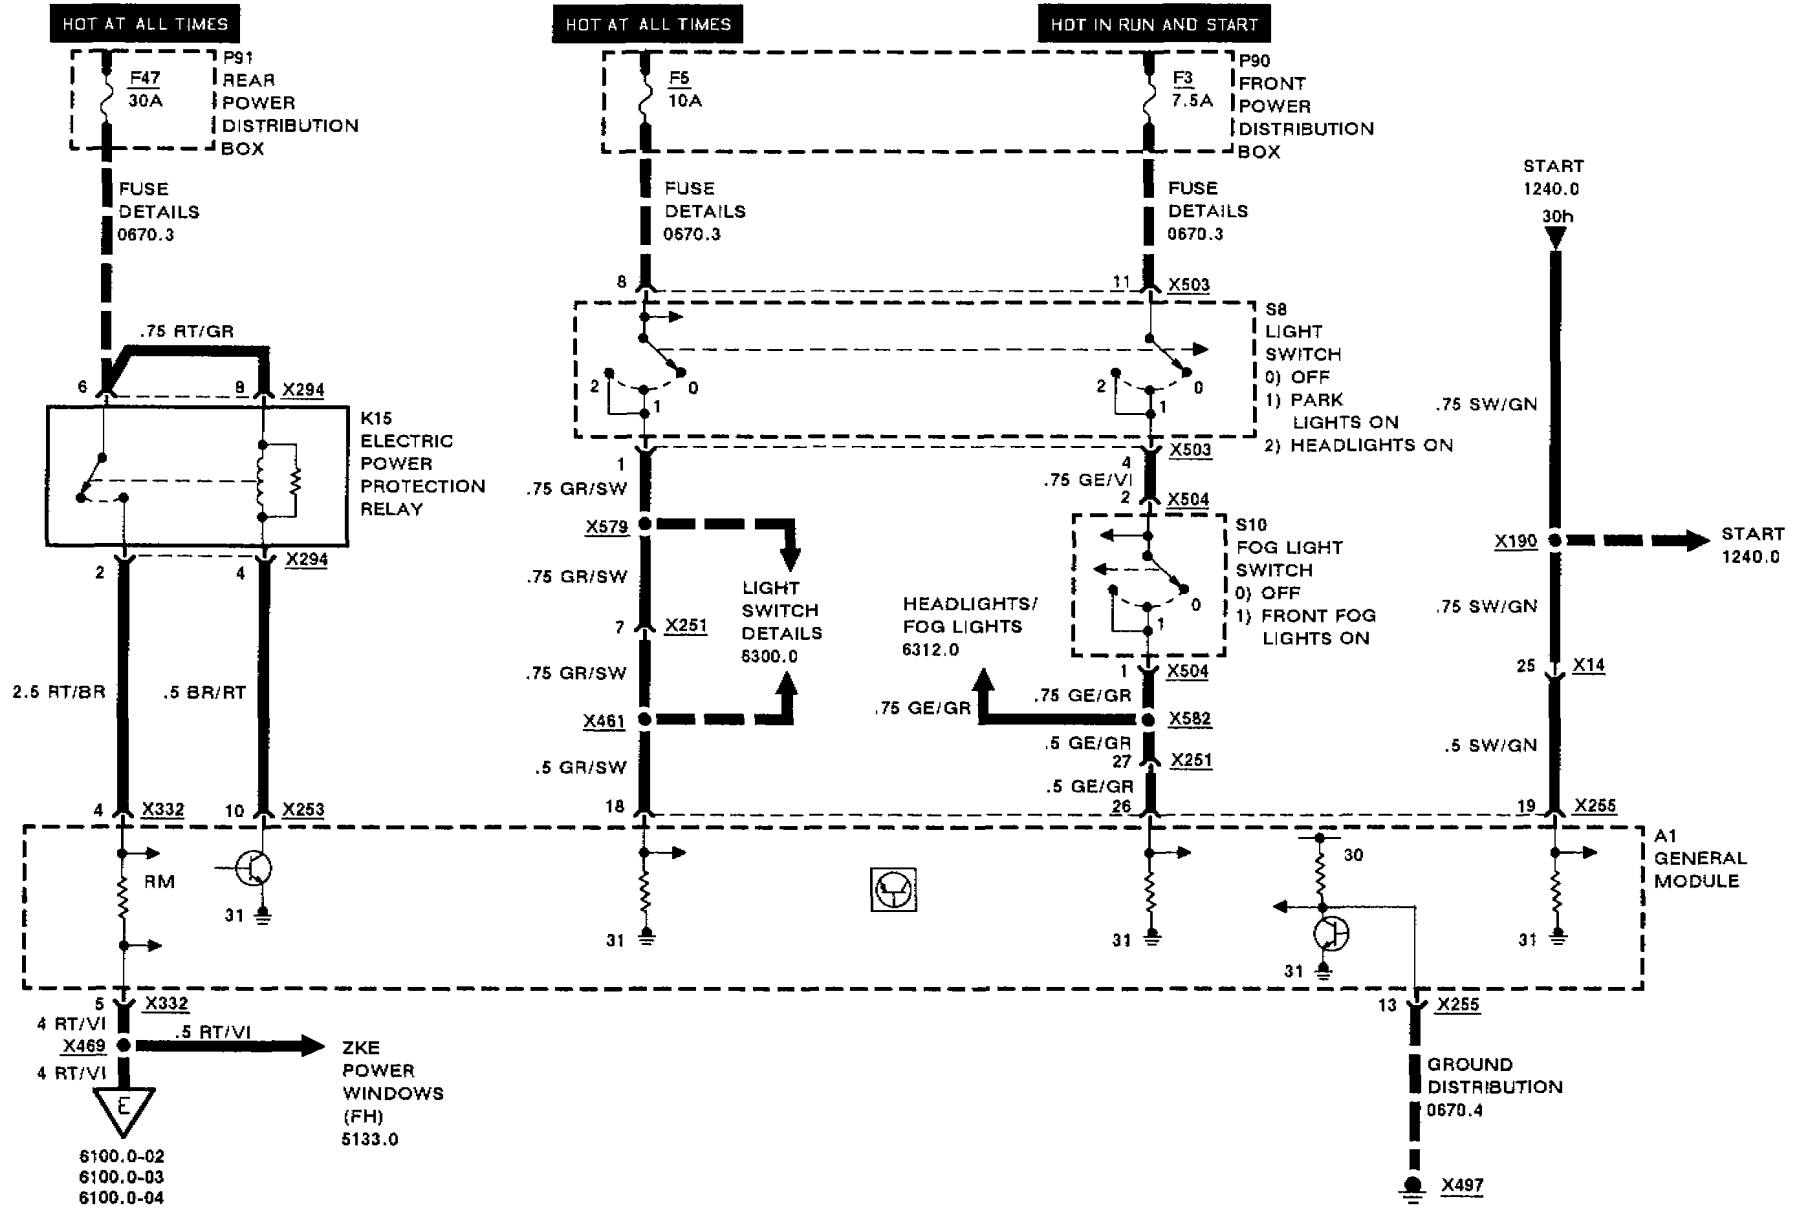 HOT AT ALL TIMES
HOT AT ALL TIMES
HOT IN RUN AND START
P91
REAR
POWER
DISTRIBUTION
BOX
F47
30A
F5
10A
F3
7.5A
P90
FRONT
POWER
DISTRIBUTION
BOX
FUSE
DETAILS
0670.3
FUSE
DETAILS
0670.3
FUSE
DETAILS
0670.3
START
1240.0
30h
.75 RT/GR
6
8
X294
8
11
X503
S8
LIGHT
SWITCH
0) OFF
1) PARK
LIGHTS ON
2) HEADLIGHTS ON
2
0
1
2
0
1
.75 SW/GN
K15
ELECTRIC
POWER
PROTECTION
RELAY
1
4
X503
.75 GR/SW
.75 GE/VI
2
X504
X579
S10
FOG LIGHT
SWITCH
0) OFF
1) FRONT FOG
LIGHTS ON
0
1
X190
START
1240.0
2
4
X294
.75 GR/SW
LIGHT
SWITCH
DETAILS
6300.0
HEADLIGHTS/
FOG LIGHTS
6312.0
.75 SW/GN
7
X251
.75 GR/SW
1
X504
25
X14
2.5 RT/BR
.5 BR/RT
.75 GE/GR
.75 GE/GR
X461
X582
.5 GE/GR
.5 SW/GN
.5 GR/SW
27
X251
.5 GE/GR
4
X332
10
X253
18
26
19
X255
A1
GENERAL
MODULE
RM
31
31
31
30
31
31
5
X332
4 RT/VI
.5 RT/VI
X469
4 RT/VI
E
6100.0-02
6100.0-03
6100.0-04
ZKE
POWER
WINDOWS
(FH)
5133.0
13
X255
GROUND
DISTRIBUTION
0670.4
X497